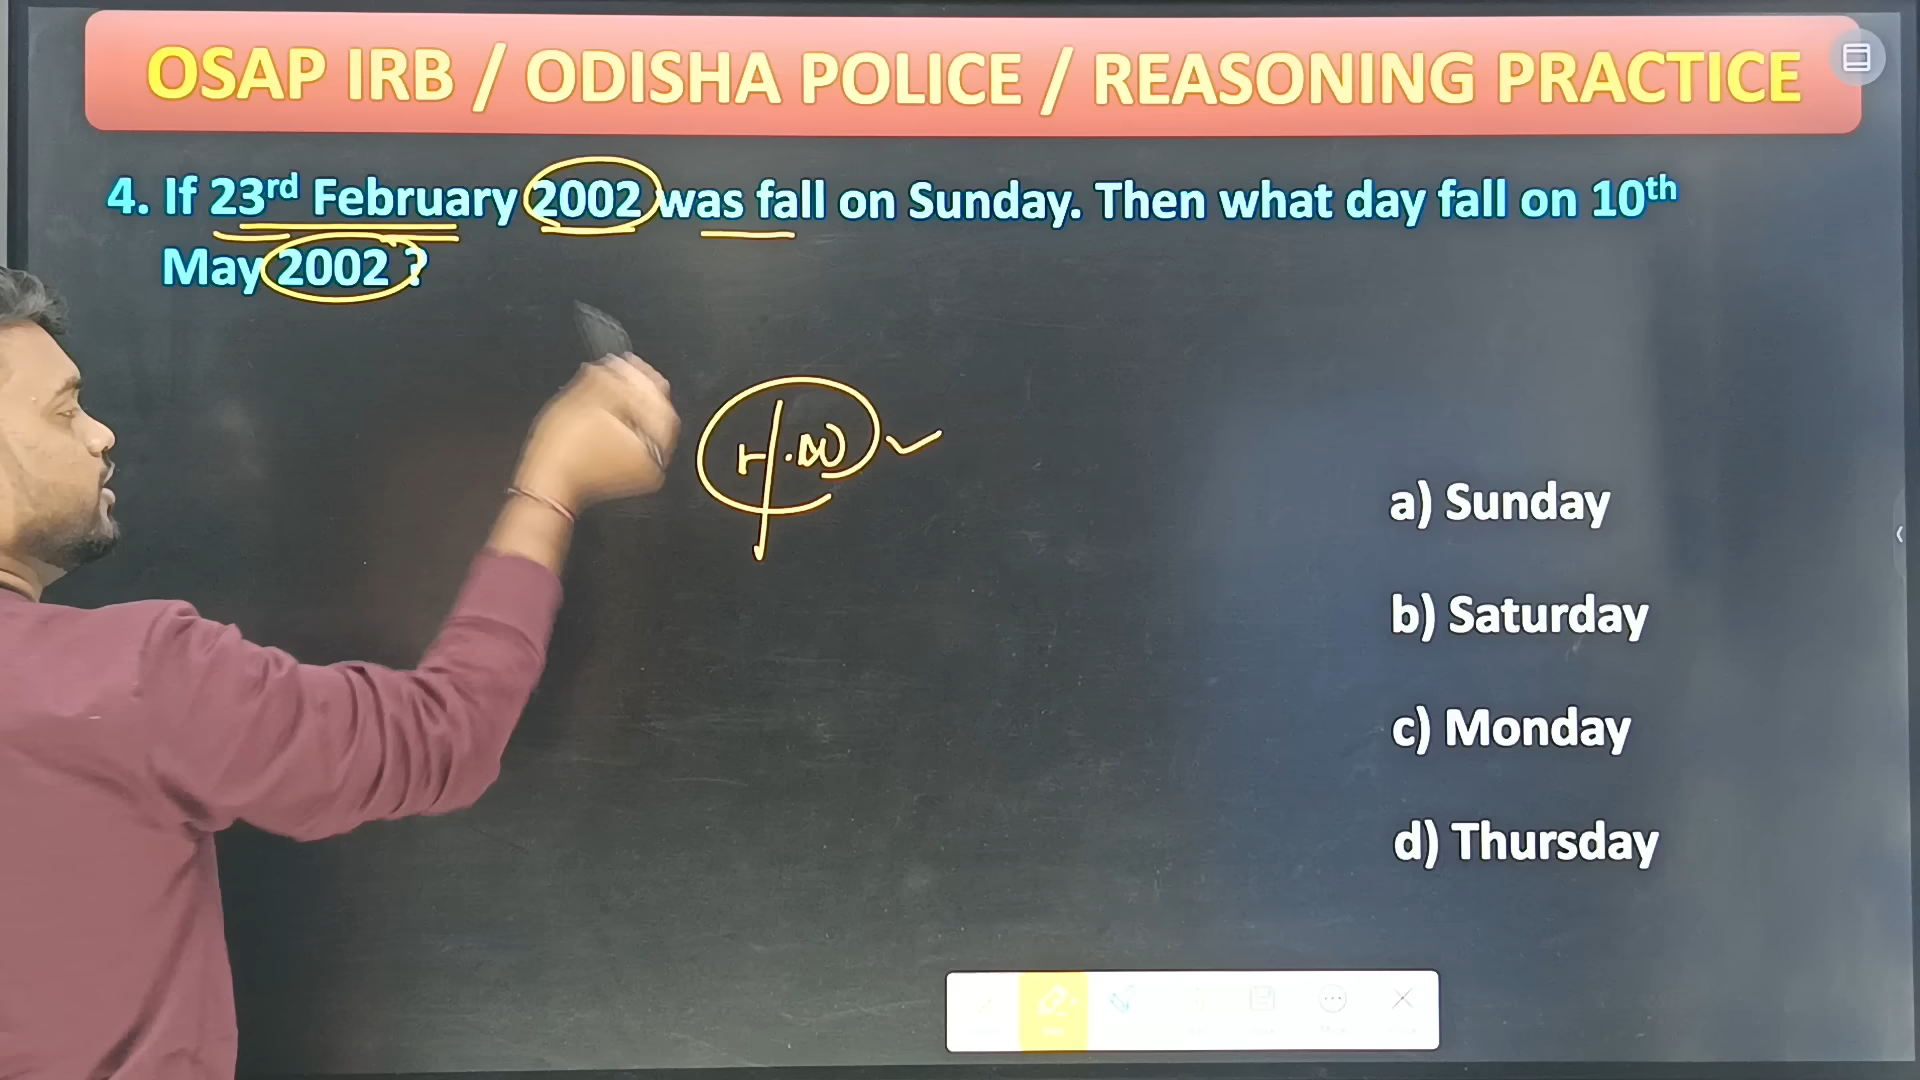 OSAP IRB / ODISHA POLICE / REASONING PRACTICE
4. If 23rd February 2002 was fall on Sunday. Then what day fall on 10th
May 2002 ?
a) Sunday
b) Saturday
c) Monday
d) Thursday